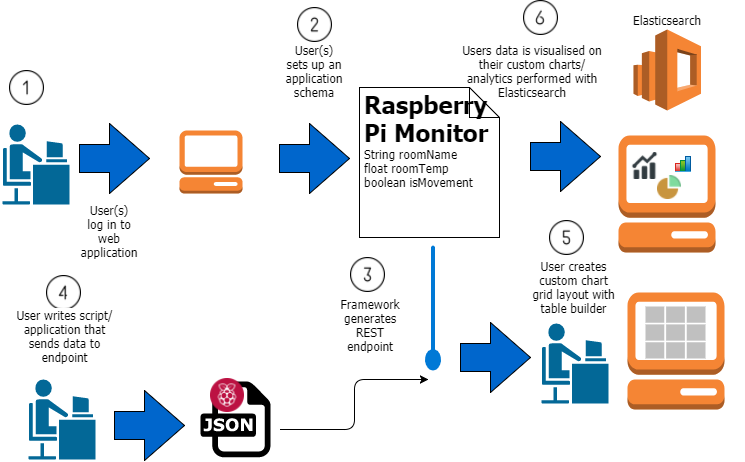 1
User(s)
log in to
web
application
2
User(s)
sets up an
application
schema
Raspberry
Pi Monitor
String roomName
float roomTemp
boolean isMovement
3
Framework
generates
REST
endpoint
4
User writes script/
application that
sends data to
endpoint
JSON
5
User creates
custom chart
grid layout with
table builder
6
Users data is visualised on
their custom charts/
analytics performed with
Elasticsearch
Elasticsearch